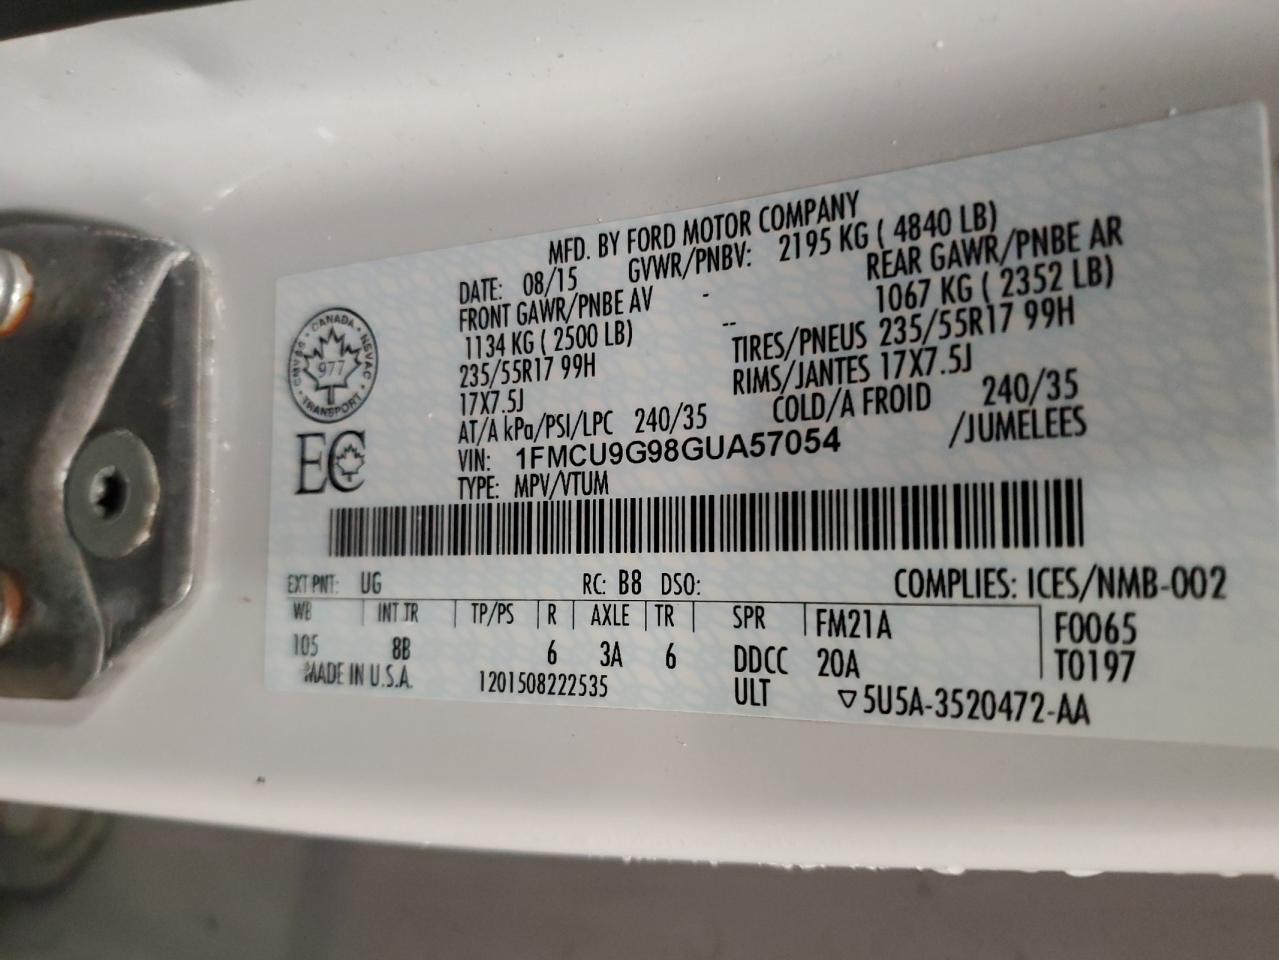 MFD. BY FORD MOTOR COMPANY
DATE: 08/15 GVWR/PNBV: 2195 KG ( 4840 LB)
FRONT GAWR/PNBE AV - REAR GAWR/PNBE AR
1134 KG ( 2500 LB) -- 1067 KG ( 2352 LB)
235/55R17 99H TIRES/PNEUS 235/55R17 99H
17X7.5J RIMS/JANTES 17X7.5J
AT/A kPa/PSI/LPC 240/35 COLD/A FROID 240/35
VIN: 1FMCU9G98GUA57054 /JUMELEES
TYPE: MPV/VTUM
CANADA
CMVSS NSVAC
977
TRANSPORT
EC
EXT PNT: UG RC: B8 DSO: COMPLIES: ICES/NMB-002
WB INT TR TP/PS R AXLE TR SPR FM21A F0065
105 8B 6 3A 6 DDCC 20A T0197
MADE IN U.S.A. 1201508222535 ULT ▽5U5A-3520472-AA